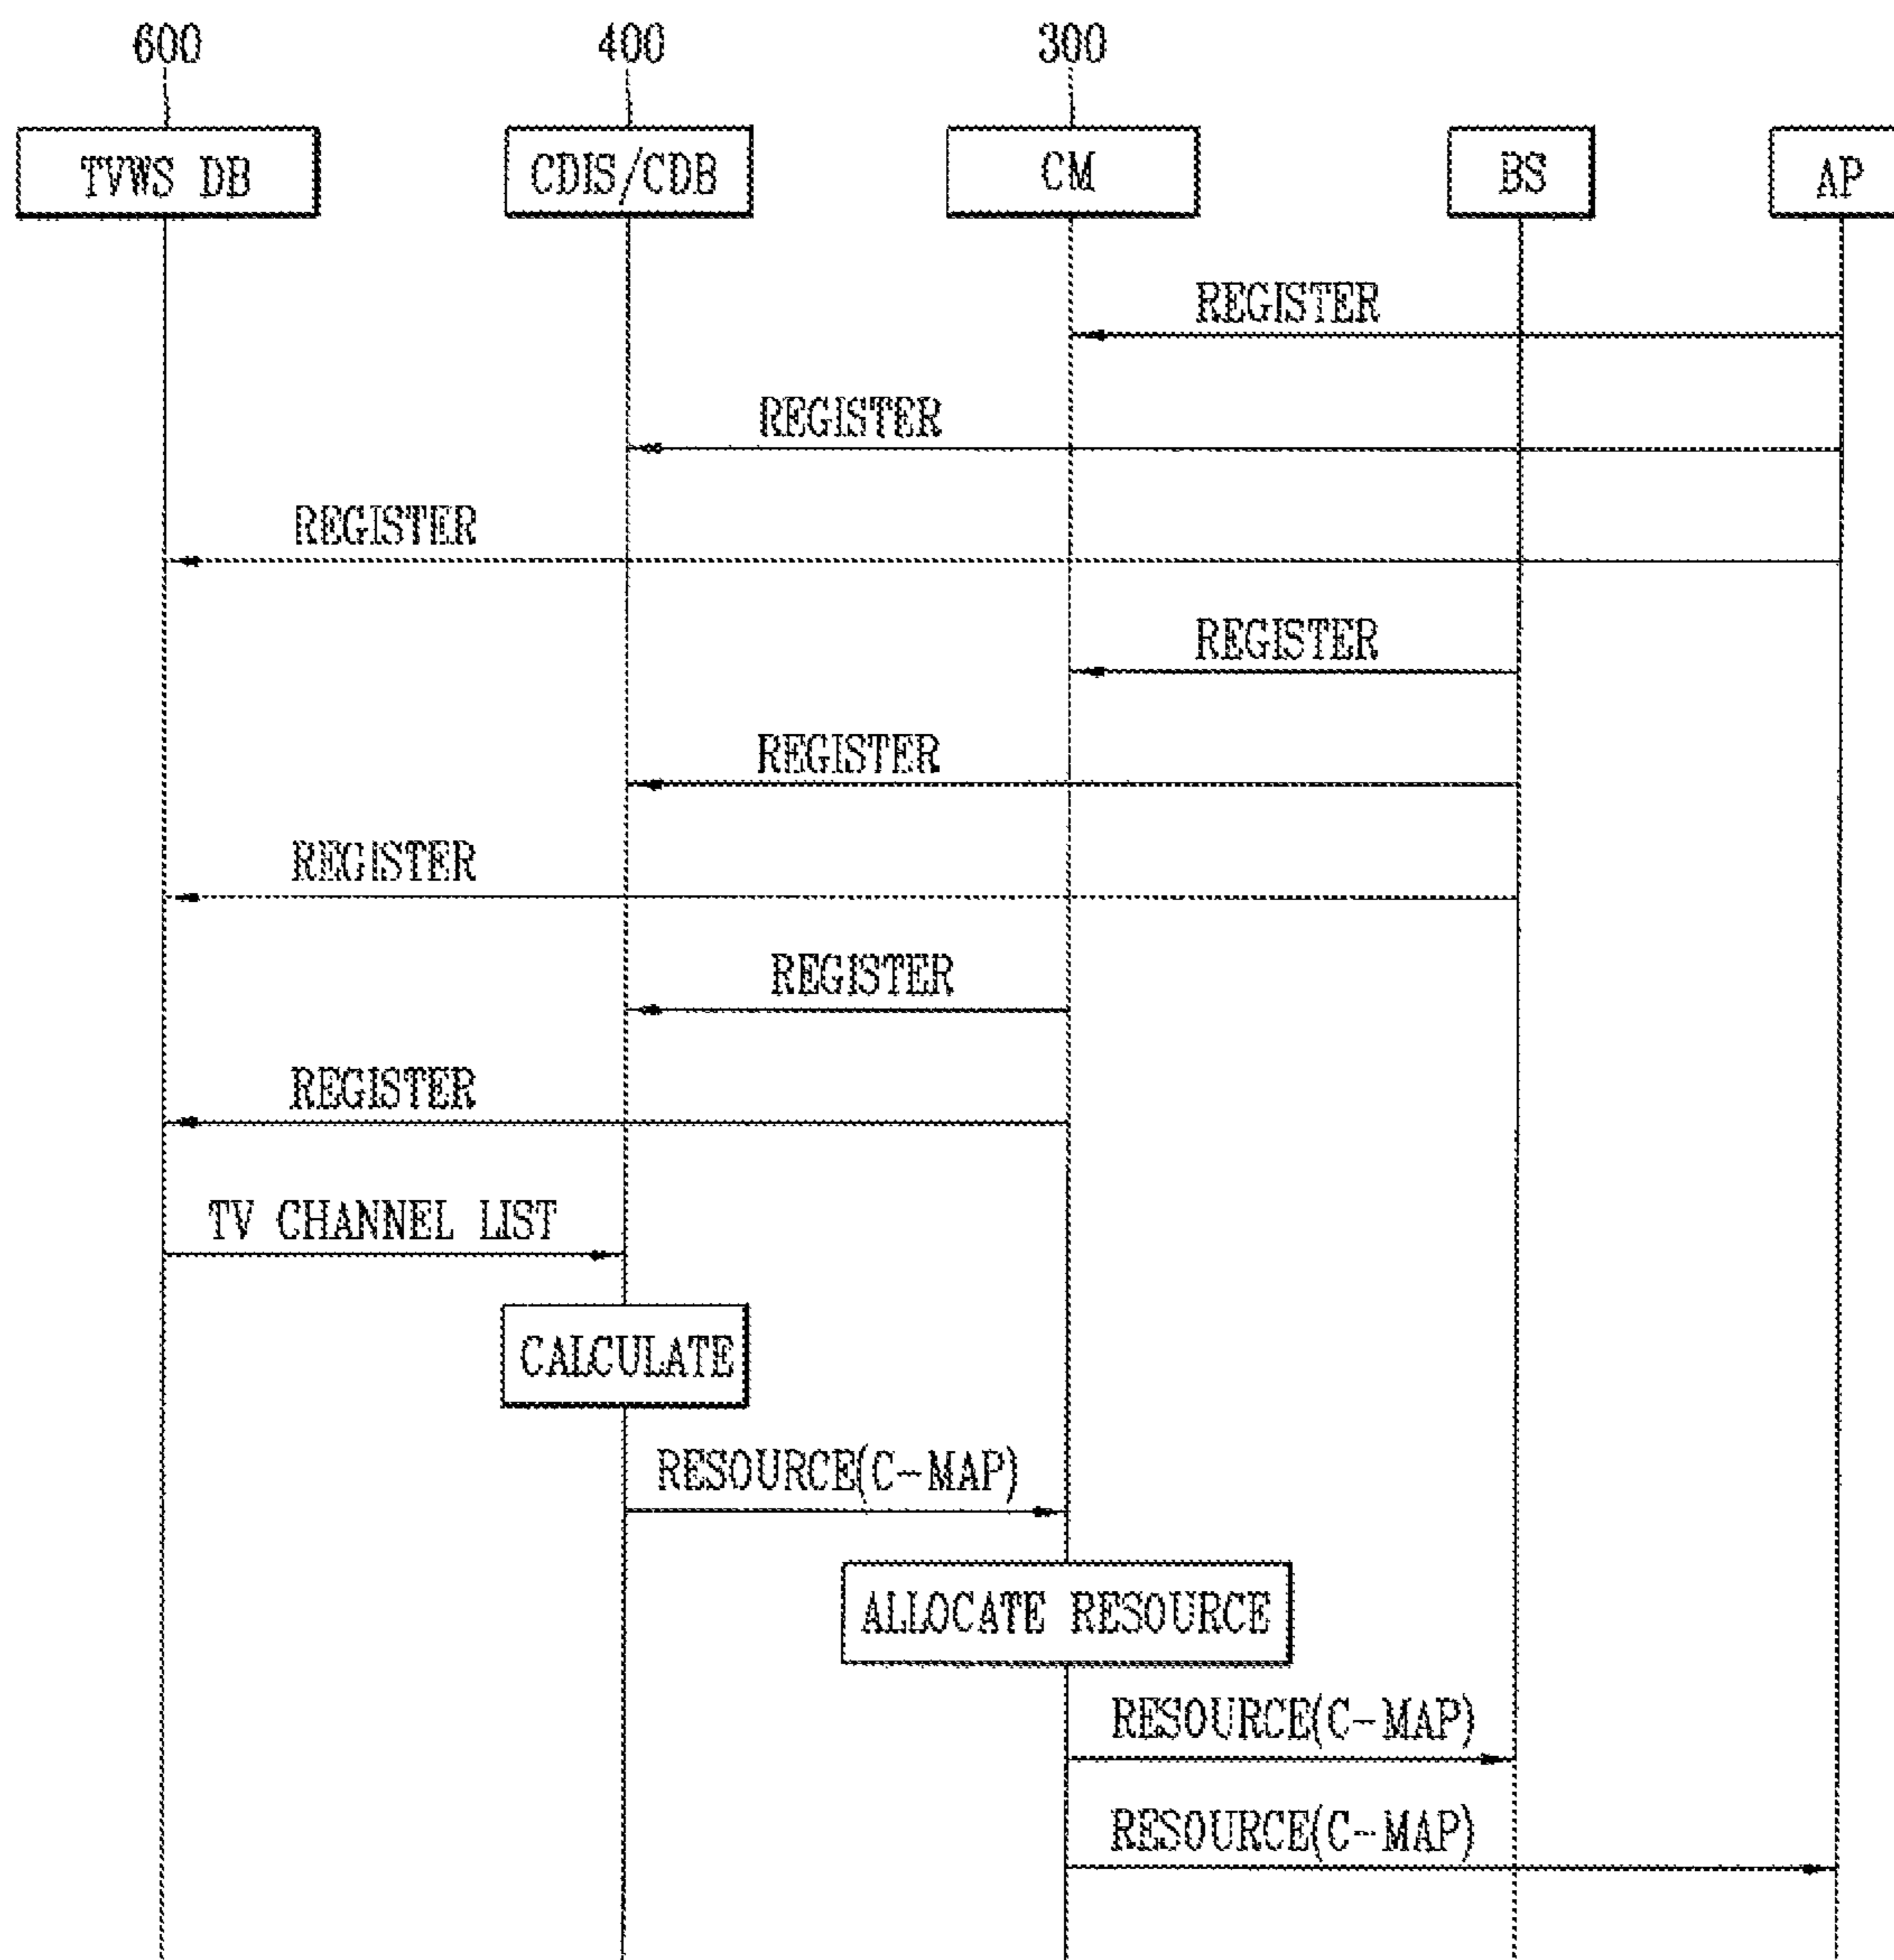 600 400 300
TVWS DB CDIS/CDB CM BS AP
REGISTER
REGISTER
REGISTER
REGISTER
REGISTER
REGISTER
REGISTER
REGISTER
TV CHANNEL LIST
CALCULATE
RESOURCE(C-MAP)
ALLOCATE RESOURCE
RESOURCE(C-MAP)
RESOURCE(C-MAP)